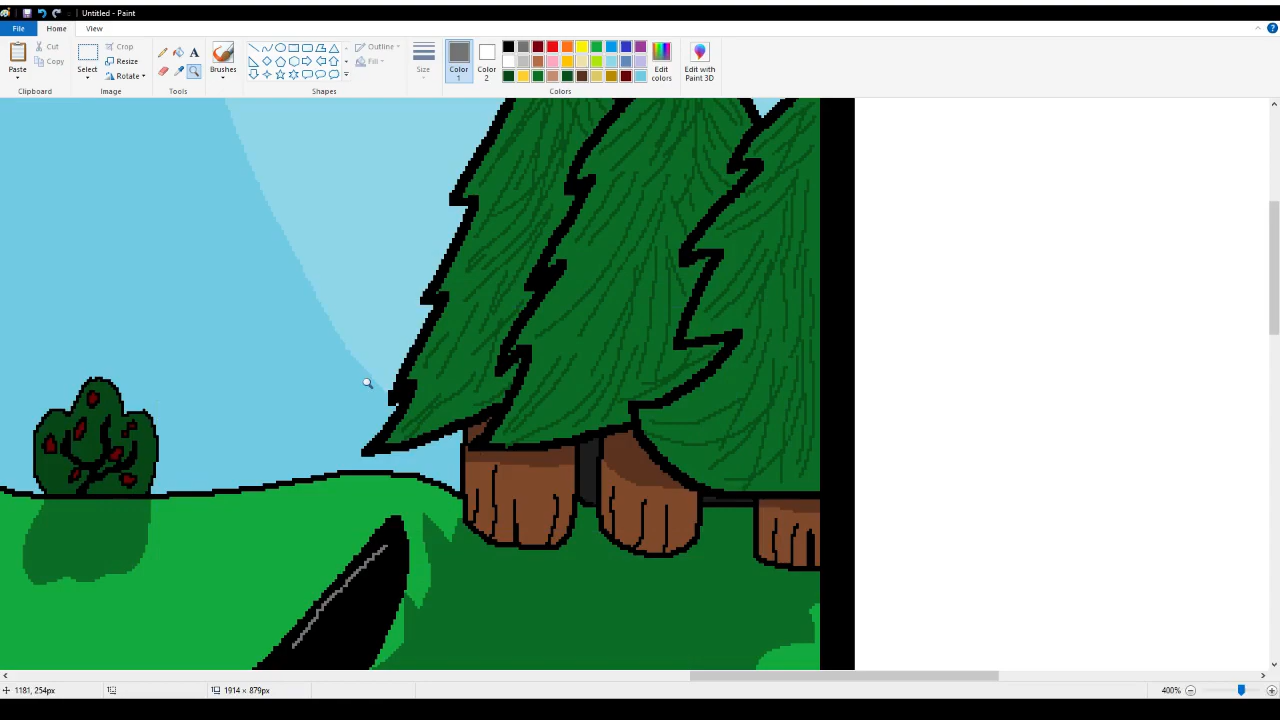 Untitled - Paint
File Home View
Paste
Cut
Copy
Clipboard
Select
Crop
Resize
Rotate
Image
A
Tools
Brushes
Outline
Fill
Shapes
Size
Color
1
Color
2
Edit
colors
Colors
Edit with
Paint 3D
1181, 254px
1914 × 879px
400%